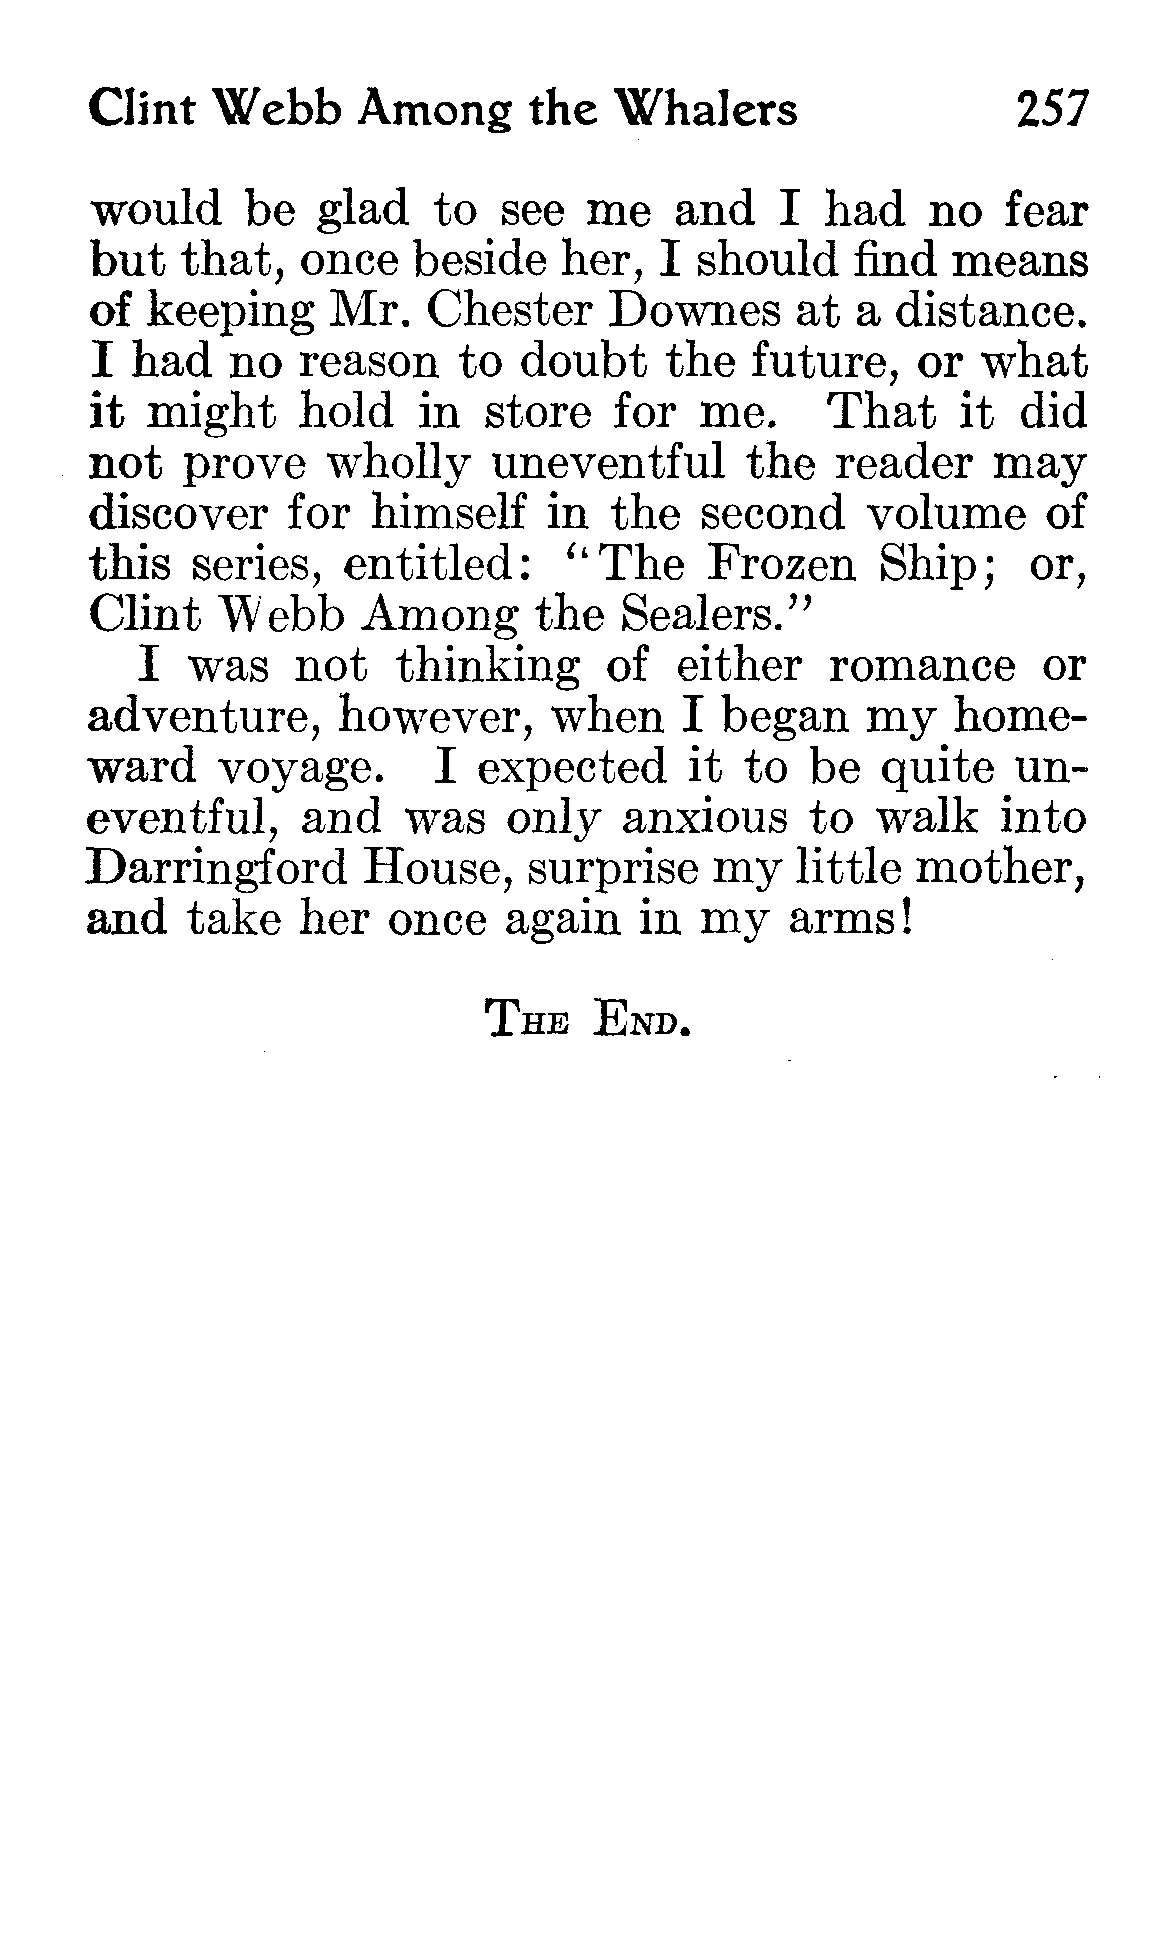 Clint Webb Among the Whalers 257
would be glad to see me and I had no fear
but that, once beside her, I should find means
of keeping Mr. Chester Downes at a distance.
I had no reason to doubt the future, or what
it might hold in store for me. That it did
not prove wholly uneventful the reader may
discover for himself in the second volume of
this series, entitled: "The Frozen Ship; or,
Clint Webb Among the Sealers."
I was not thinking of either romance or
adventure, however, when I began my home-
ward voyage. I expected it to be quite un-
eventful, and was only anxious to walk into
Darringford House, surprise my little mother,
and take her once again in my arms!
The End.